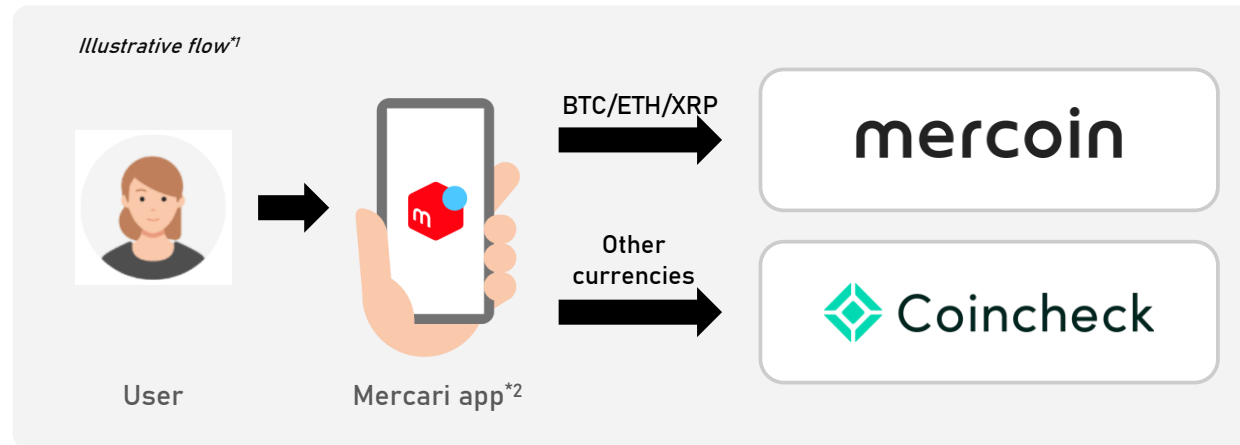 Illustrative flow*1
BTC/ETH/XRP
mercoin
m
Other
currencies
Coincheck
User
Mercari app*2